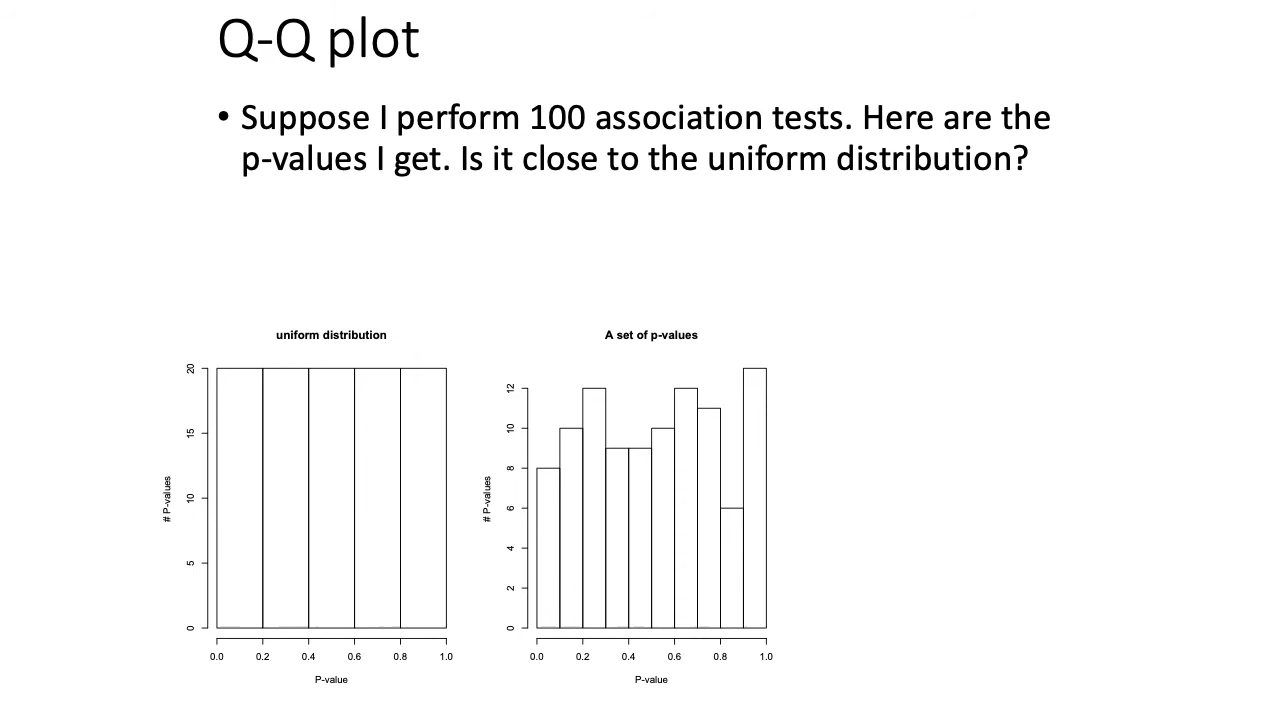 Q-Q plot
• Suppose I perform 100 association tests. Here are the
p-values I get. Is it close to the uniform distribution?
uniform distribution
20
15
10
5
0
# P-values
0.0 0.2 0.4 0.6 0.8 1.0
P-value
A set of p-values
12
10
8
6
4
2
0
# P-values
0.0 0.2 0.4 0.6 0.8 1.0
P-value